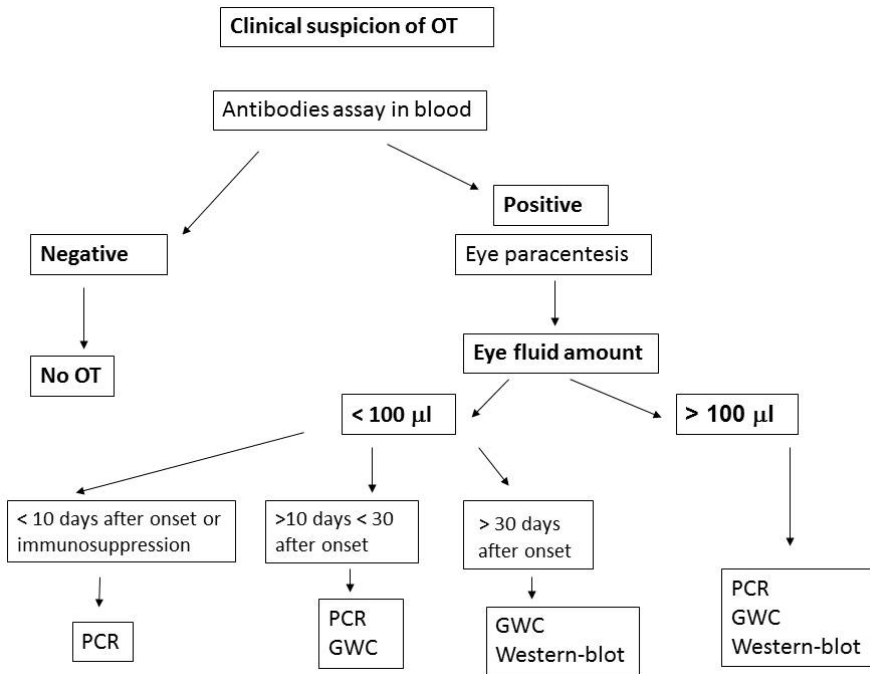 Clinical suspicion of OT
Antibodies assay in blood
Positive
Negative
Eye paracentesis
No OT
Eye fluid amount
< 100 μl
> 100 μl
< 10 days after onset or
immunosuppression
>10 days < 30
after onset
> 30 days
after onset
PCR
PCR
GWC
GWC
Western-blot
PCR
GWC
Western-blot